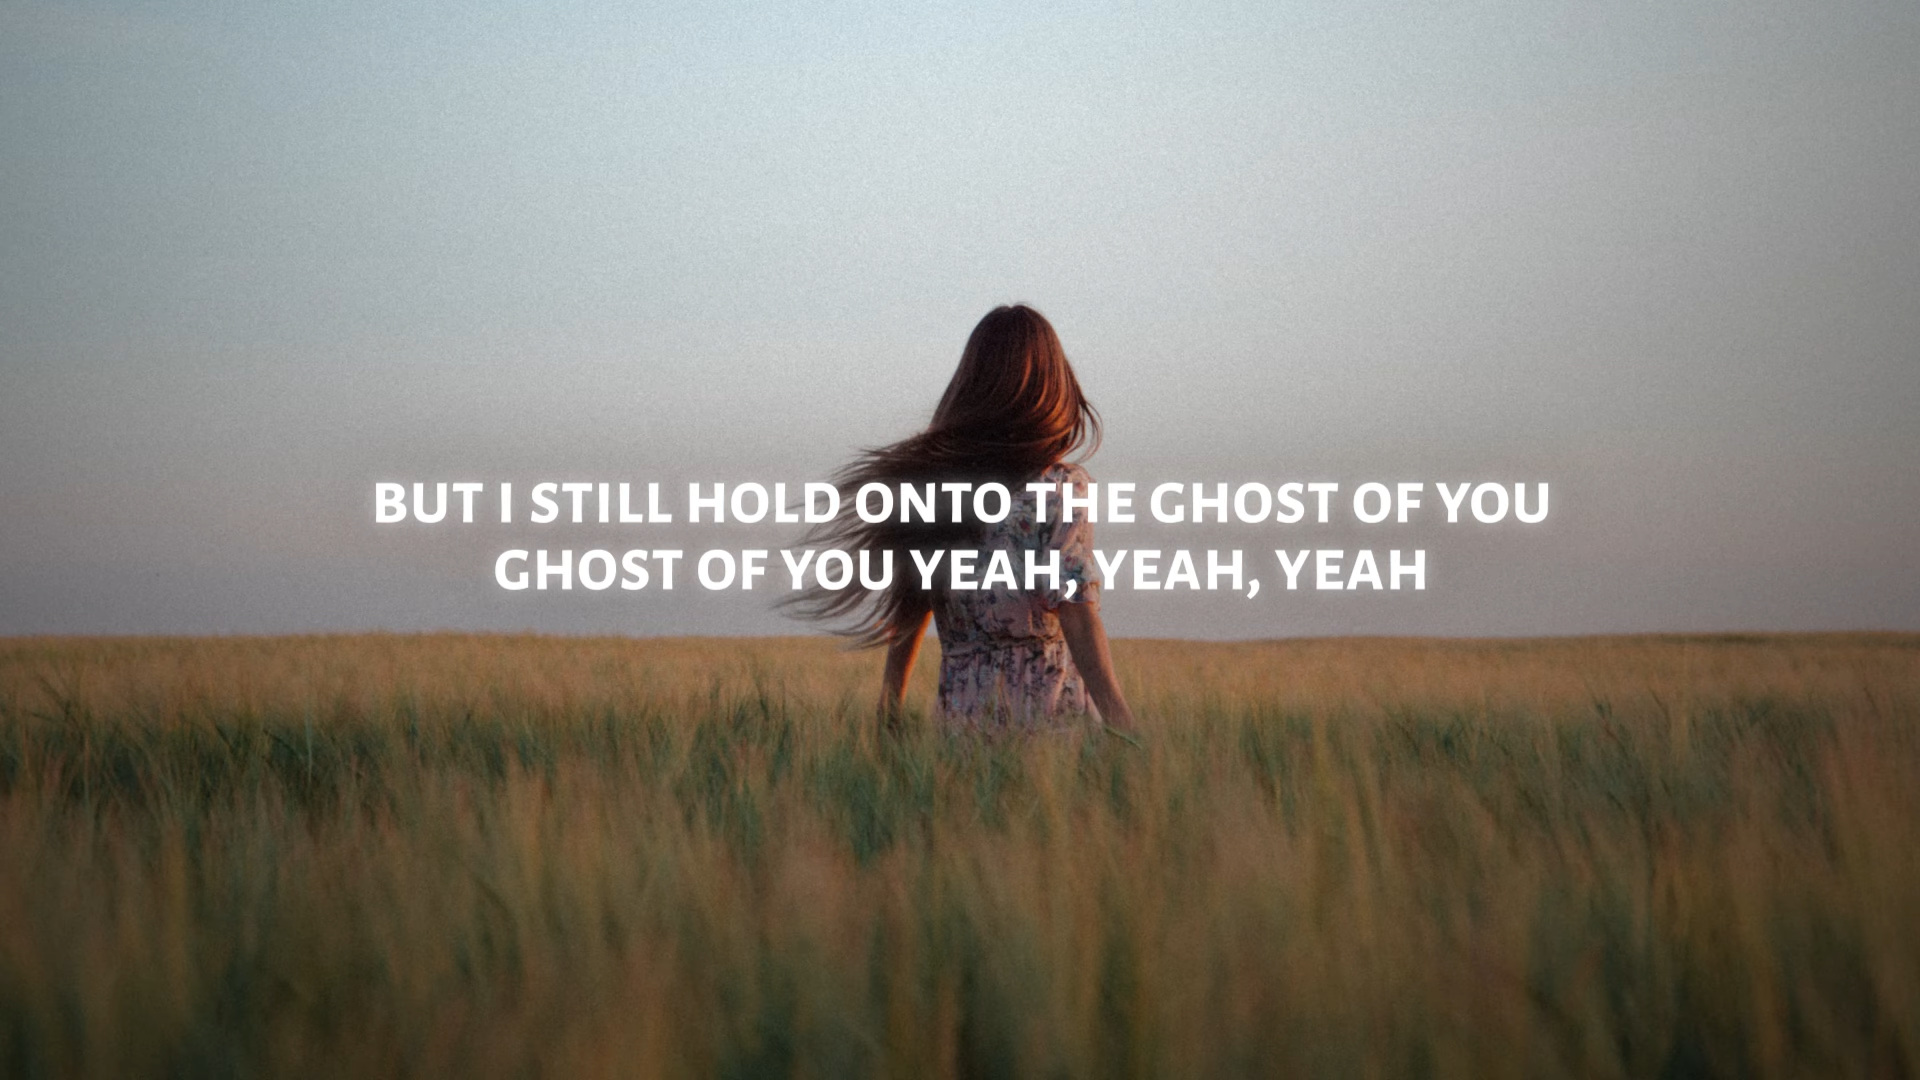 BUT I STILL HOLD ONTO THE GHOST OF YOU
GHOST OF YOU YEAH, YEAH, YEAH